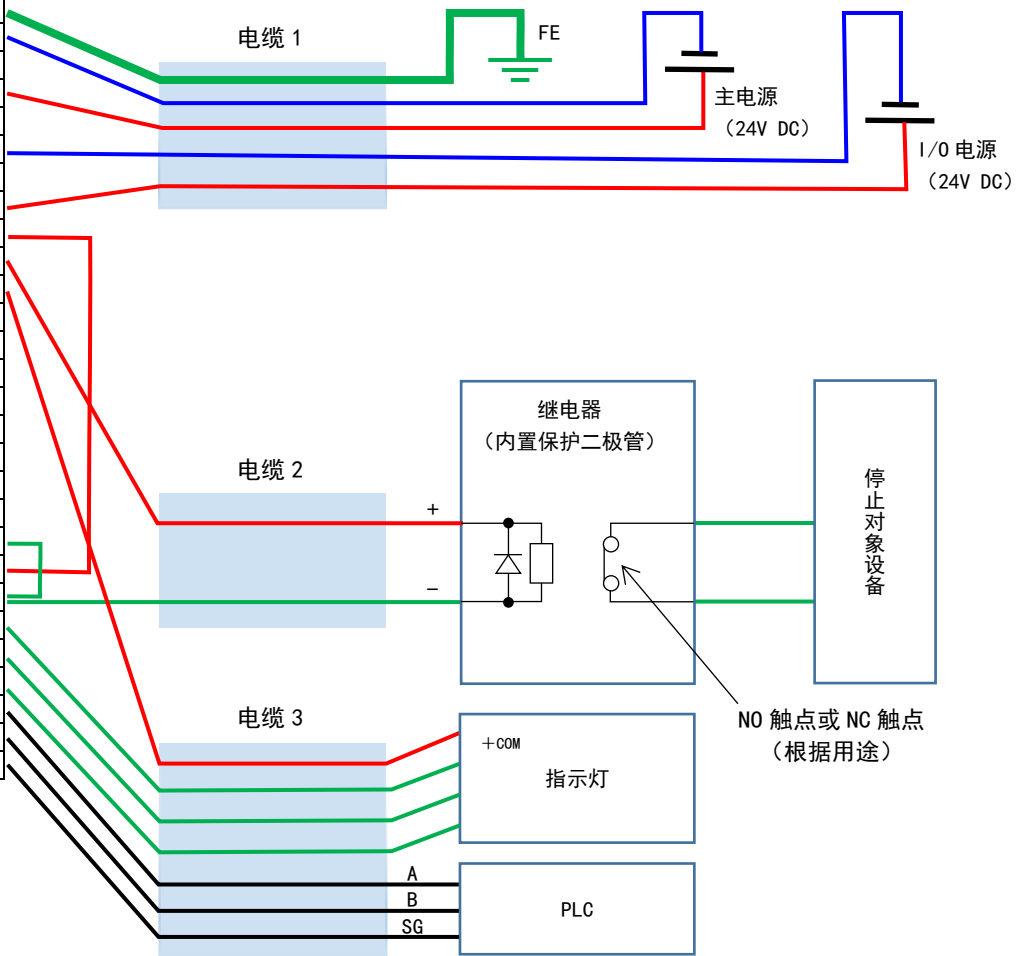 电缆 1
FE
主电源
（24V DC）
I/O 电源
（24V DC）
继电器
（内置保护二极管）
电缆 2
+
−
停止对象设备
电缆 3
NO 触点或 NC 触点
（根据用途）
＋COM
指示灯
A
B
SG
PLC